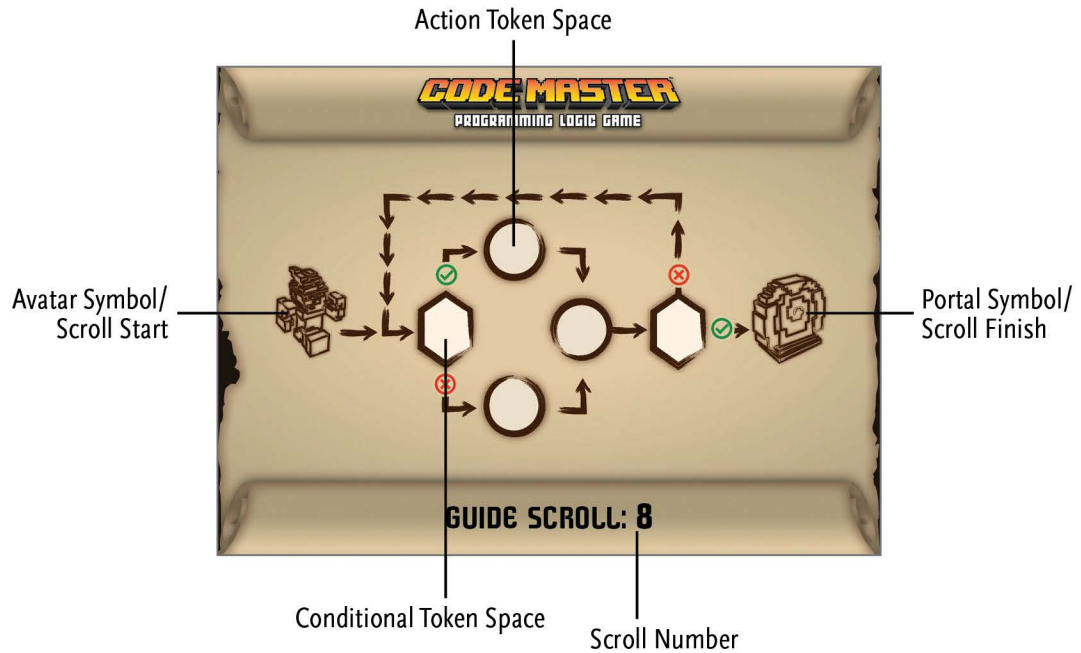 Action Token Space
CODE MASTER
PROGRAMMING LOGIC GAME
Avatar Symbol/
Scroll Start
Portal Symbol/
Scroll Finish
GUIDE SCROLL: 8
Conditional Token Space
Scroll Number